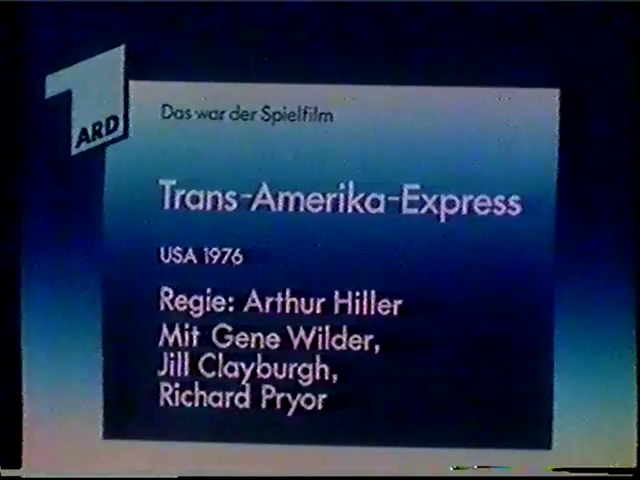 ARD
Das war der Spielfilm
Trans-Amerika-Express
USA 1976
Regie: Arthur Hiller
Mit Gene Wilder,
Jill Clayburgh,
Richard Pryor